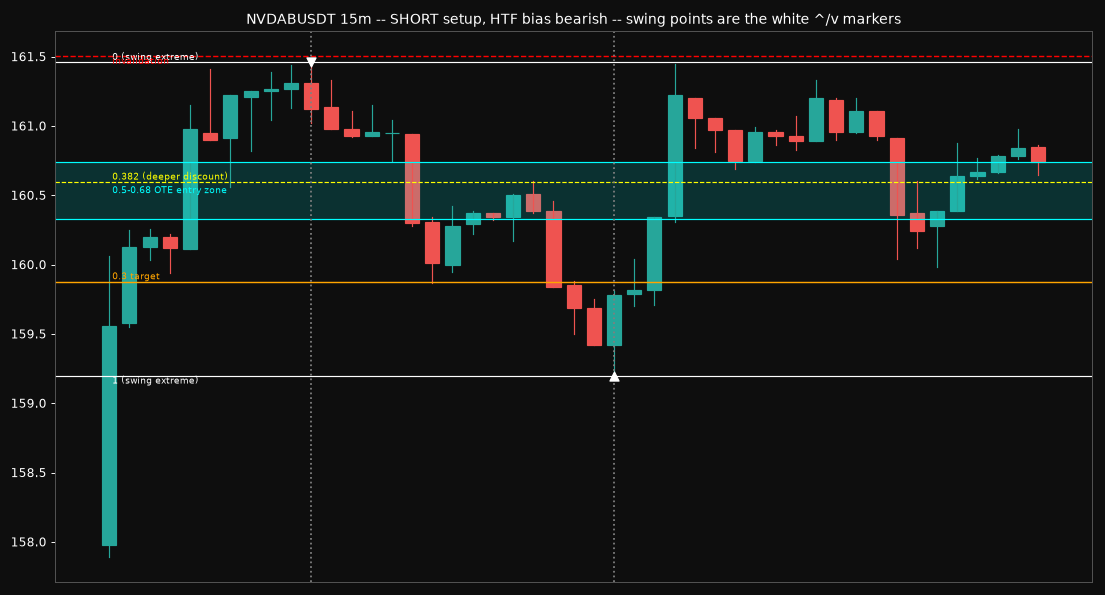 NVDABUSDT 15m -- SHORT setup, HTF bias bearish -- swing points are the white ^/v markers
161.5
161.0
160.5
160.0
159.5
159.0
158.5
158.0
0 (swing extreme)
0.382 (deeper discount)
0.5-0.68 OTE entry zone
0.3 target
1 (swing extreme)